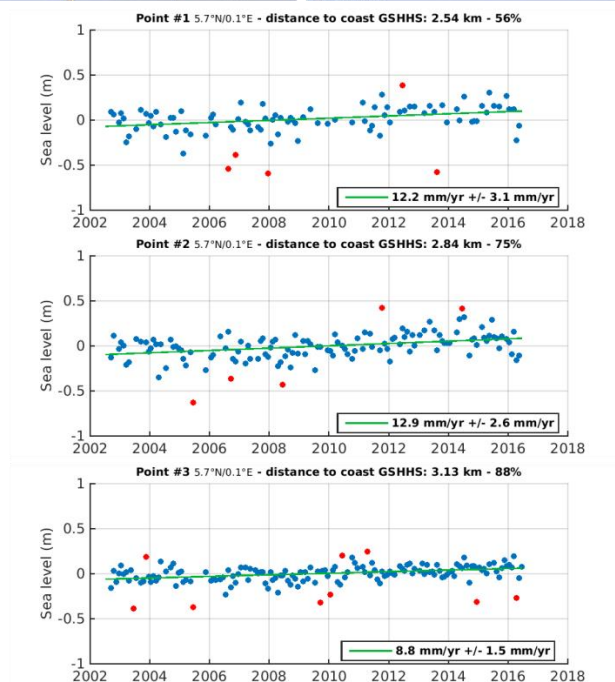 Point #1 5.7°N/0.1°E - distance to coast GSHHS: 2.54 km - 56%
1
0.5
0
-0.5
-1
Sea level (m)
12.2 mm/yr +/- 3.1 mm/yr
2002 2004 2006 2008 2010 2012 2014 2016 2018
Point #2 5.7°N/0.1°E - distance to coast GSHHS: 2.84 km - 75%
1
0.5
0
-0.5
-1
Sea level (m)
12.9 mm/yr +/- 2.6 mm/yr
2002 2004 2006 2008 2010 2012 2014 2016 2018
Point #3 5.7°N/0.1°E - distance to coast GSHHS: 3.13 km - 88%
1
0.5
0
-0.5
-1
Sea level (m)
8.8 mm/yr +/- 1.5 mm/yr
2002 2004 2006 2008 2010 2012 2014 2016 2018